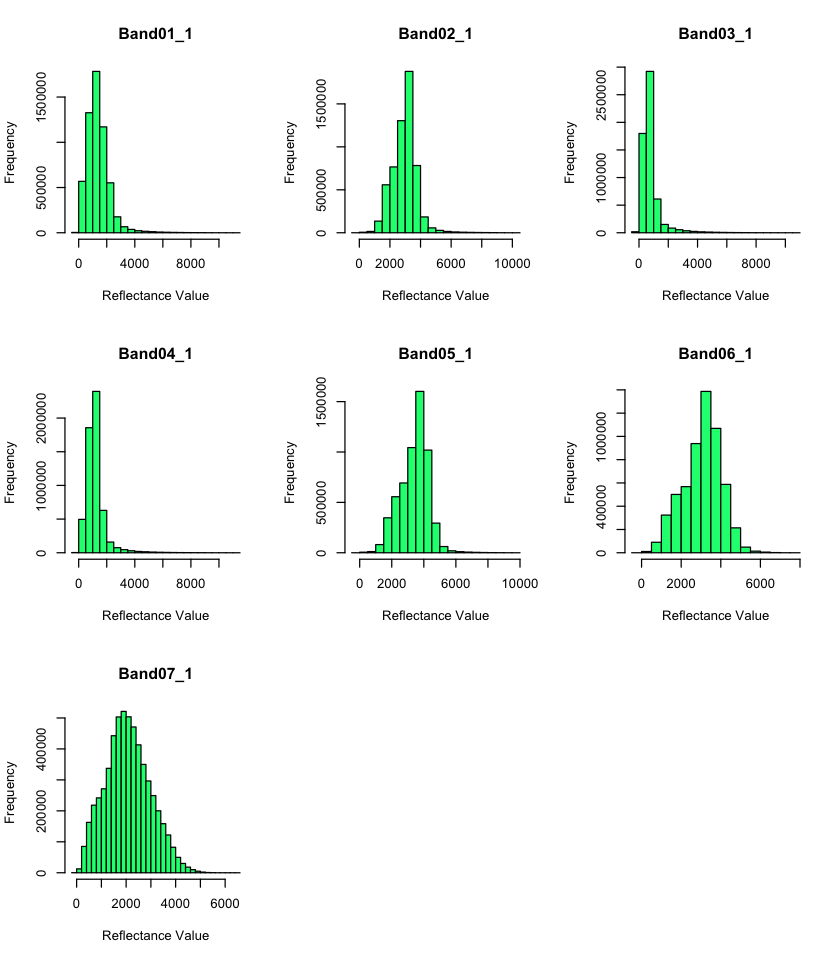 Band01_1
Band02_1
Band03_1
Frequency
0 500000 1500000
0 4000 8000
Reflectance Value
Frequency
0 500000 1500000
0 2000 6000 10000
Reflectance Value
Frequency
0 1000000 2500000
0 4000 8000
Reflectance Value
Band04_1
Band05_1
Band06_1
Frequency
0 1000000 2000000
0 4000 8000
Reflectance Value
Frequency
0 500000 1500000
0 2000 6000 10000
Reflectance Value
Frequency
0 400000 1000000
0 2000 6000
Reflectance Value
Band07_1
Frequency
0 200000 400000
0 2000 4000 6000
Reflectance Value